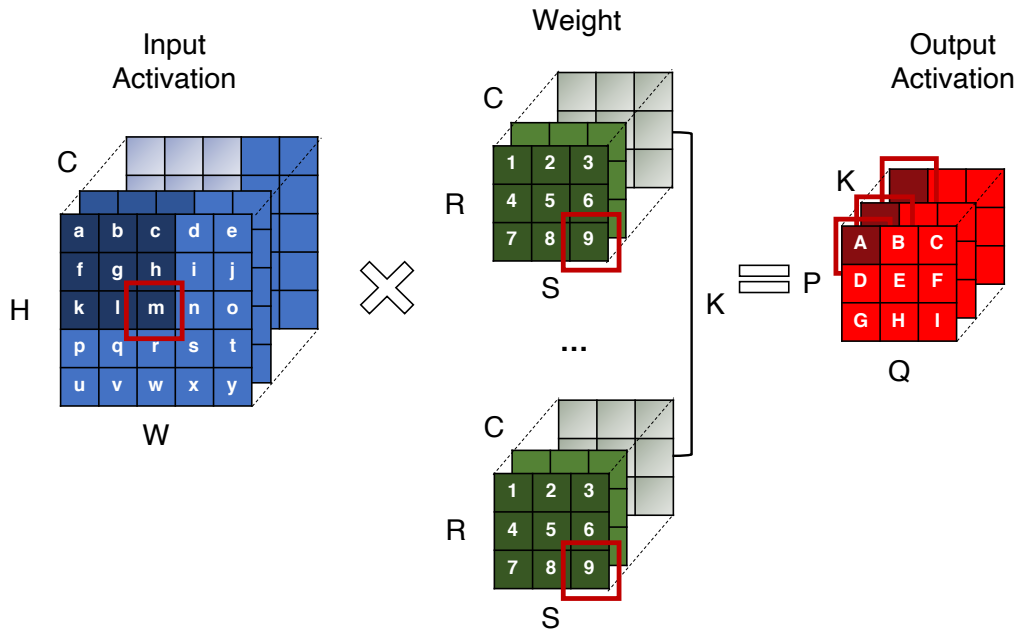 Input
Activation
C
H
a b c d e
f g h i j
k l m n o
p q r s t
u v w x y
W
Weight
C
R
1 2 3
4 5 6
7 8 9
S
...
C
R
1 2 3
4 5 6
7 8 9
S
K
Output
Activation
K
P
A B C
D E F
G H I
Q